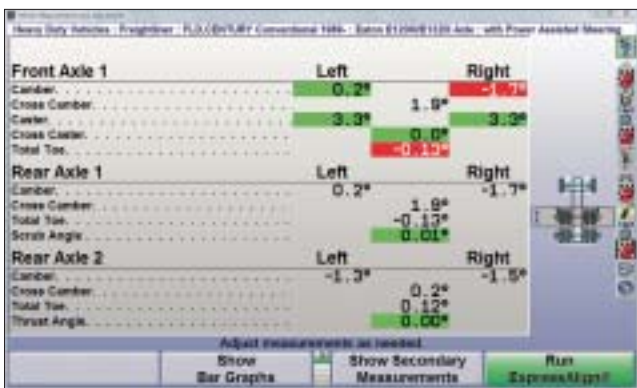 Heavy Duty Vehicles : Freightliner : FLD,CENTURY Conventional 1986- : Eaton Axle : with Power Assisted Steering
Front Axle 1 Left Right
Camber. 0.2° -1.7°
Cross Camber. 1.9°
Caster. 3.3° 3.3°
Cross Caster. 0.0°
Total Toe. -0.13°
Rear Axle 1 Left Right
Camber. 0.2° -1.7°
Cross Camber. 1.9°
Total Toe. -0.13°
Scrub Angle. 0.01°
Rear Axle 2 Left Right
Camber. -1.3° -1.5°
Cross Camber. 0.2°
Total Toe. 0.12°
Thrust Angle. 0.00°
Adjust measurements as needed.
Show Bar Graphs
Show Secondary Measurements
Run ExpressAlign®